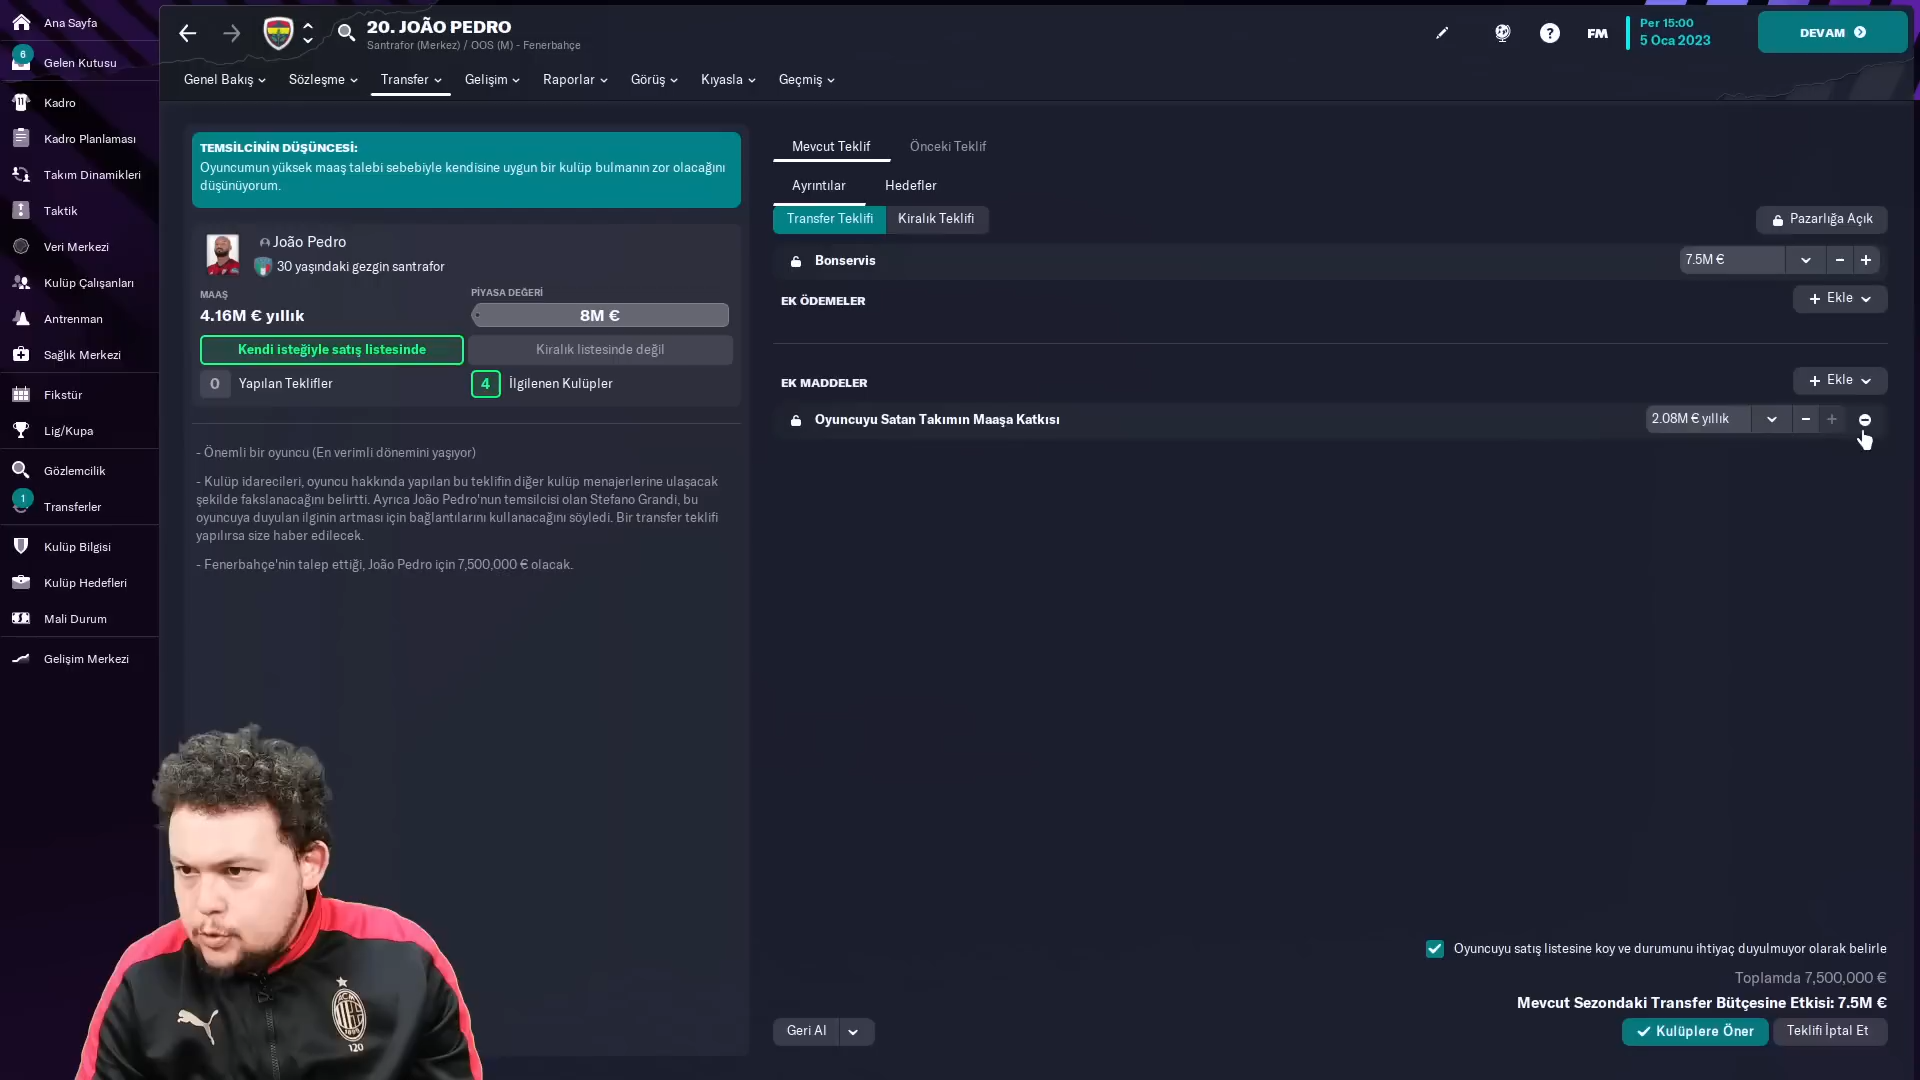 Ana Sayfa
6
Gelen Kutusu
Kadro
Kadro Planlaması
Takım Dinamikleri
Taktik
Veri Merkezi
Kulüp Çalışanları
Antrenman
Sağlık Merkezi
Fikstür
Lig/Kupa
Gözlemcilik
1
Transferler
Kulüp Bilgisi
Kulüp Hedefleri
Mali Durum
Gelişim Merkezi
20. JOÃO PEDRO
Santrafor (Merkez) / OOS (M) - Fenerbahçe
FM
Per 15:00
5 Oca 2023
DEVAM
Genel Bakış
Sözleşme
Transfer
Gelişim
Raporlar
Görüş
Kıyasla
Geçmiş
TEMSİLCİNİN DÜŞÜNCESİ:
Oyuncumun yüksek maaş talebi sebebiyle kendisine uygun bir kulüp bulmanın zor olacağını
düşünüyorum.
João Pedro
30 yaşındaki gezgin santrafor
MAAŞ
4.16M € yıllık
PİYASA DEĞERİ
8M €
Kendi isteğiyle satış listesinde
Kiralık listesinde değil
0 Yapılan Teklifler
4 İlgilenen Kulüpler
- Önemli bir oyuncu (En verimli dönemini yaşıyor)
- Kulüp idarecileri, oyuncu hakkında yapılan bu teklifin diğer kulüp menajerlerine ulaşacak
şekilde fakslanacağını belirtti. Ayrıca João Pedro'nun temsilcisi olan Stefano Grandi, bu
oyuncuya duyulan ilginin artması için bağlantılarını kullanacağını söyledi. Bir transfer teklifi
yapılırsa size haber edilecek.
- Fenerbahçe'nin talep ettiği, João Pedro için 7,500,000 € olacak.
Mevcut Teklif
Önceki Teklif
Ayrıntılar
Hedefler
Transfer Teklifi
Kiralık Teklifi
Pazarlığa Açık
Bonservis
7.5M €
EK ÖDEMELER
Ekle
EK MADDELER
Ekle
Oyuncuyu Satan Takımın Maaşa Katkısı
2.08M € yıllık
Oyuncuyu satış listesine koy ve durumunu ihtiyaç duyulmuyor olarak belirle
Toplamda 7,500,000 €
Mevcut Sezondaki Transfer Bütçesine Etkisi: 7.5M €
Geri Al
Kulüplere Öner
Teklifi İptal Et
ACM
1899
120